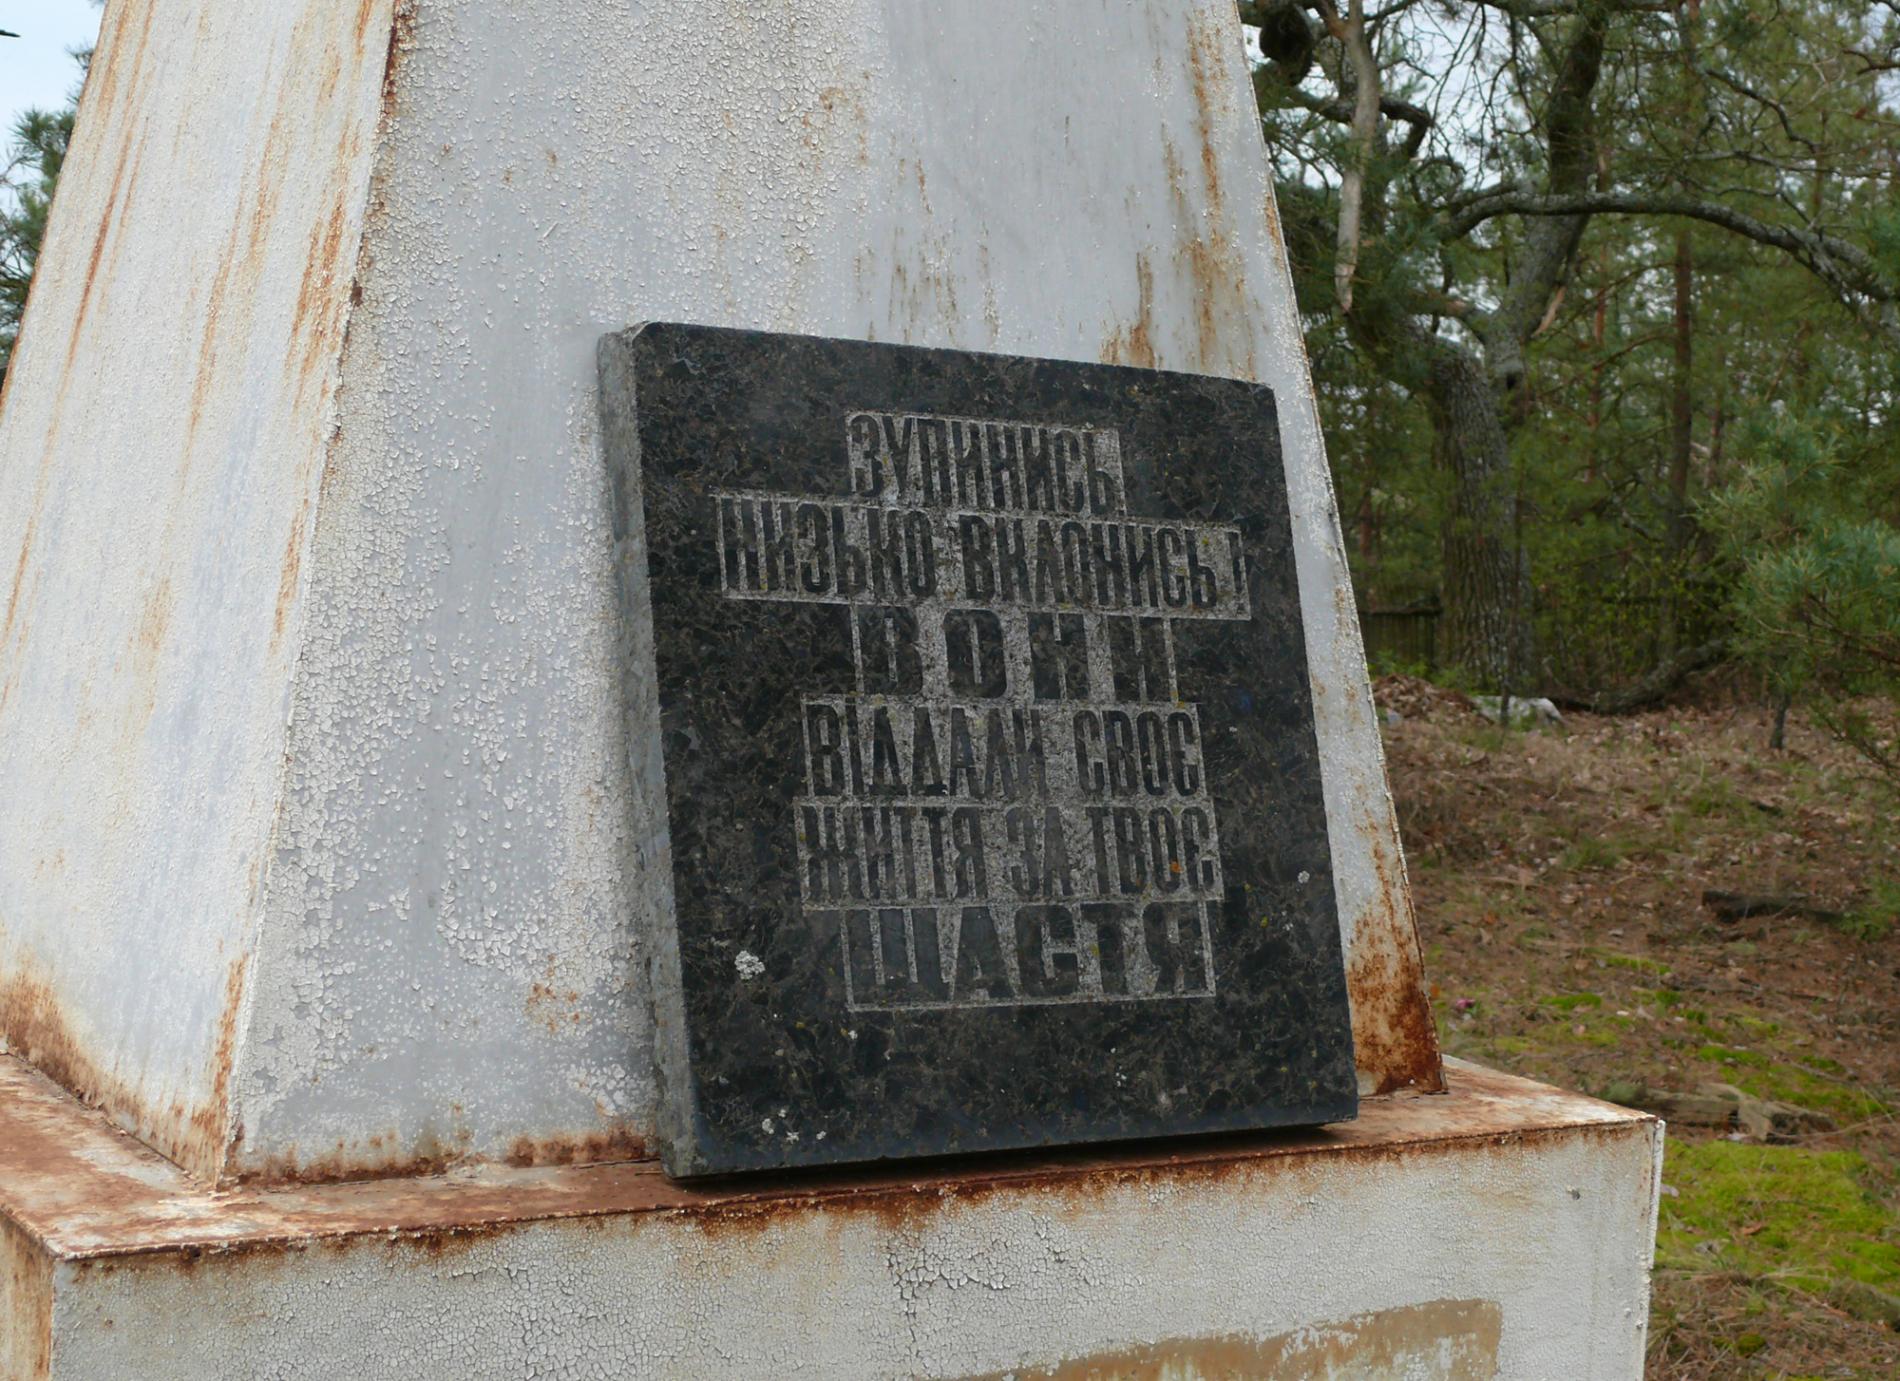 ЗУПИНИСЬ
НИЗЬКО ВКЛОНИСЬ!
ВОНИ
ВІДДАЛИ СВОЄ
ЖИТТЯ ЗА ТВОЄ
ЩАСТЯ